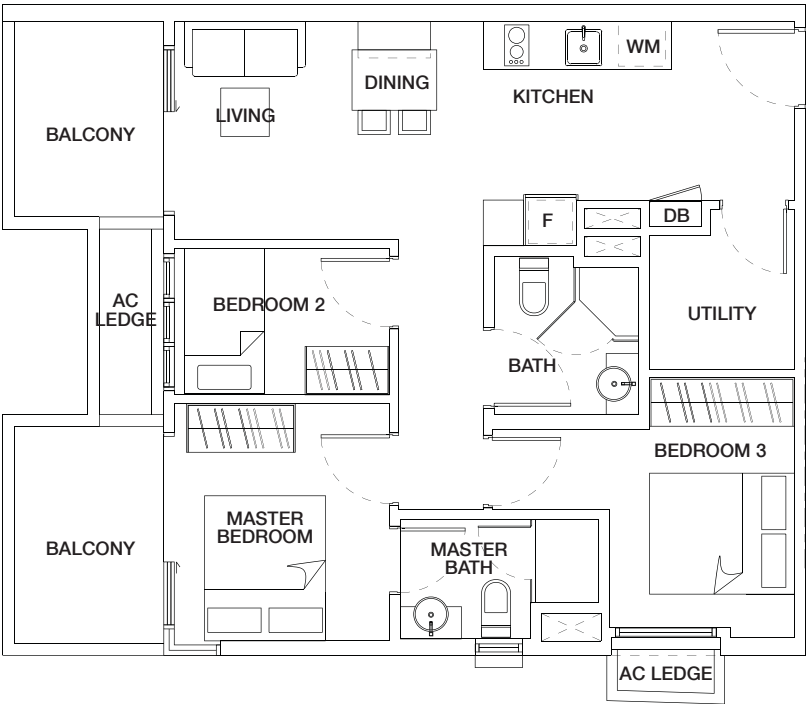 WM
DINING
KITCHEN
LIVING
BALCONY
F
DB
AC
LEDGE
BEDROOM 2
UTILITY
BATH
BEDROOM 3
MASTER
BEDROOM
BALCONY
MASTER
BATH
AC LEDGE